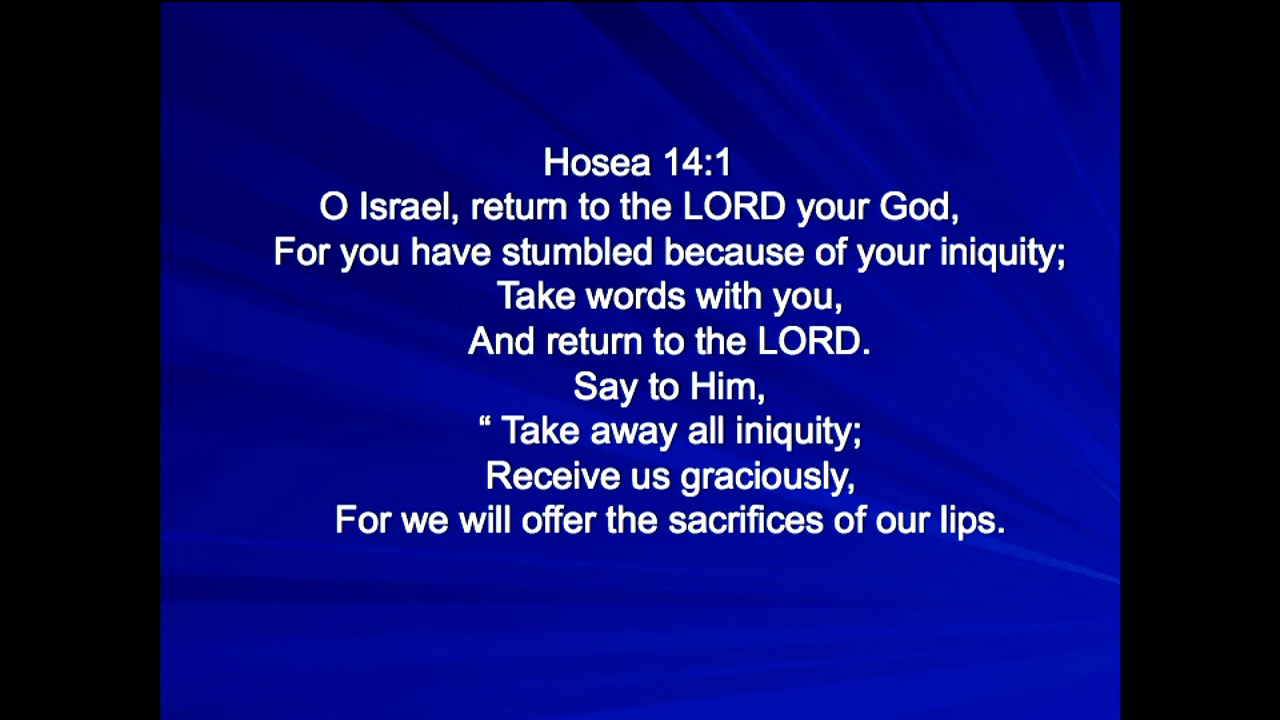 Hosea 14:1
O Israel, return to the LORD your God,
For you have stumbled because of your iniquity;
Take words with you,
And return to the LORD.
Say to Him,
“ Take away all iniquity;
Receive us graciously,
For we will offer the sacrifices of our lips.